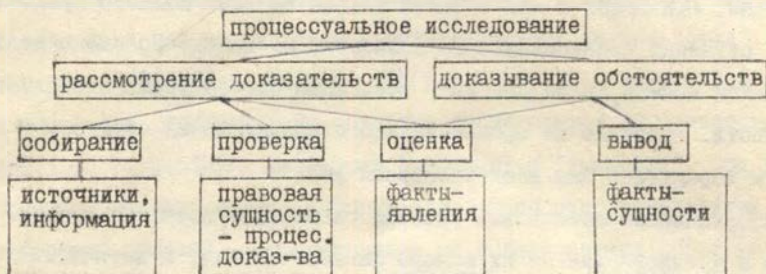 процессуальное исследование
рассмотрение доказательств
доказывание обстоятельств
собирание
проверка
оценка
вывод
источники,
информация
правовая
сущность
- процес.
доказ-ва
факты-
явления
факты-
сущности